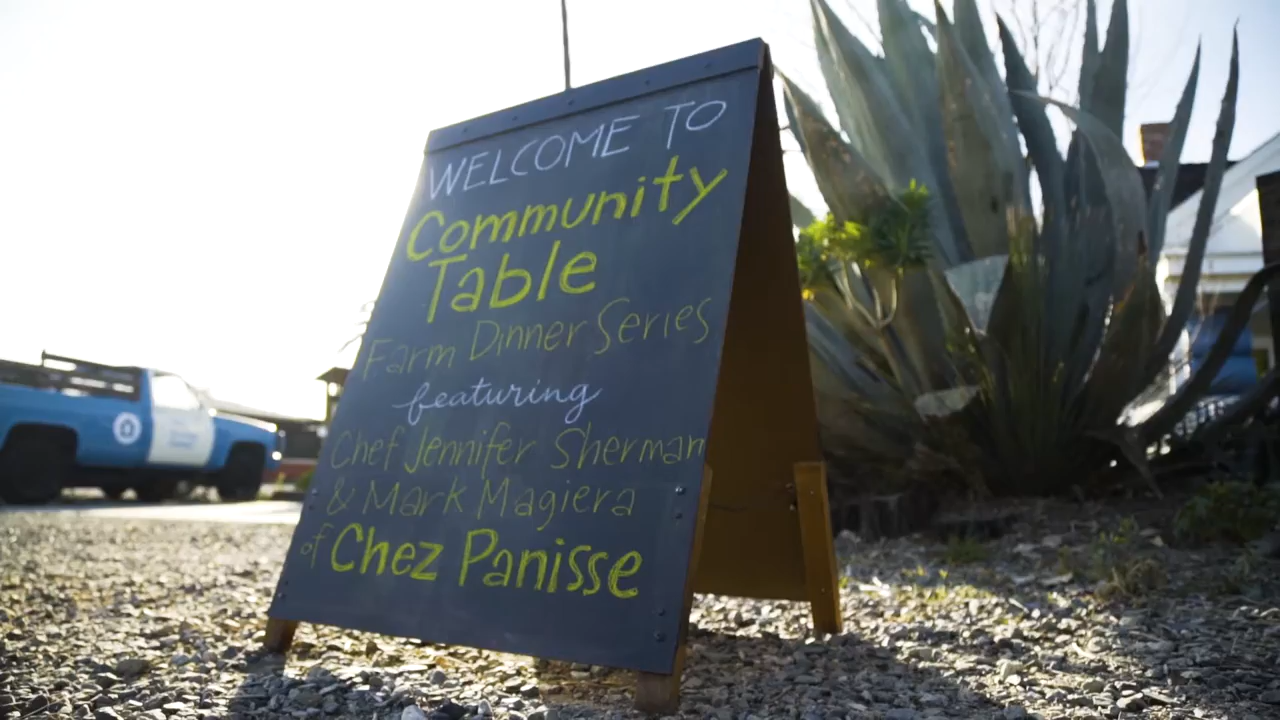 WELCOME TO
Community
Table
Farm Dinner Series
featuring
Chef Jennifer Sherman
& Mark Magiera
of Chez Panisse